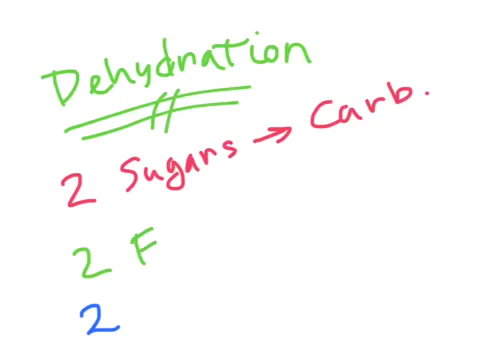 Dehydration
2 Sugars → Carb.
2 F
2